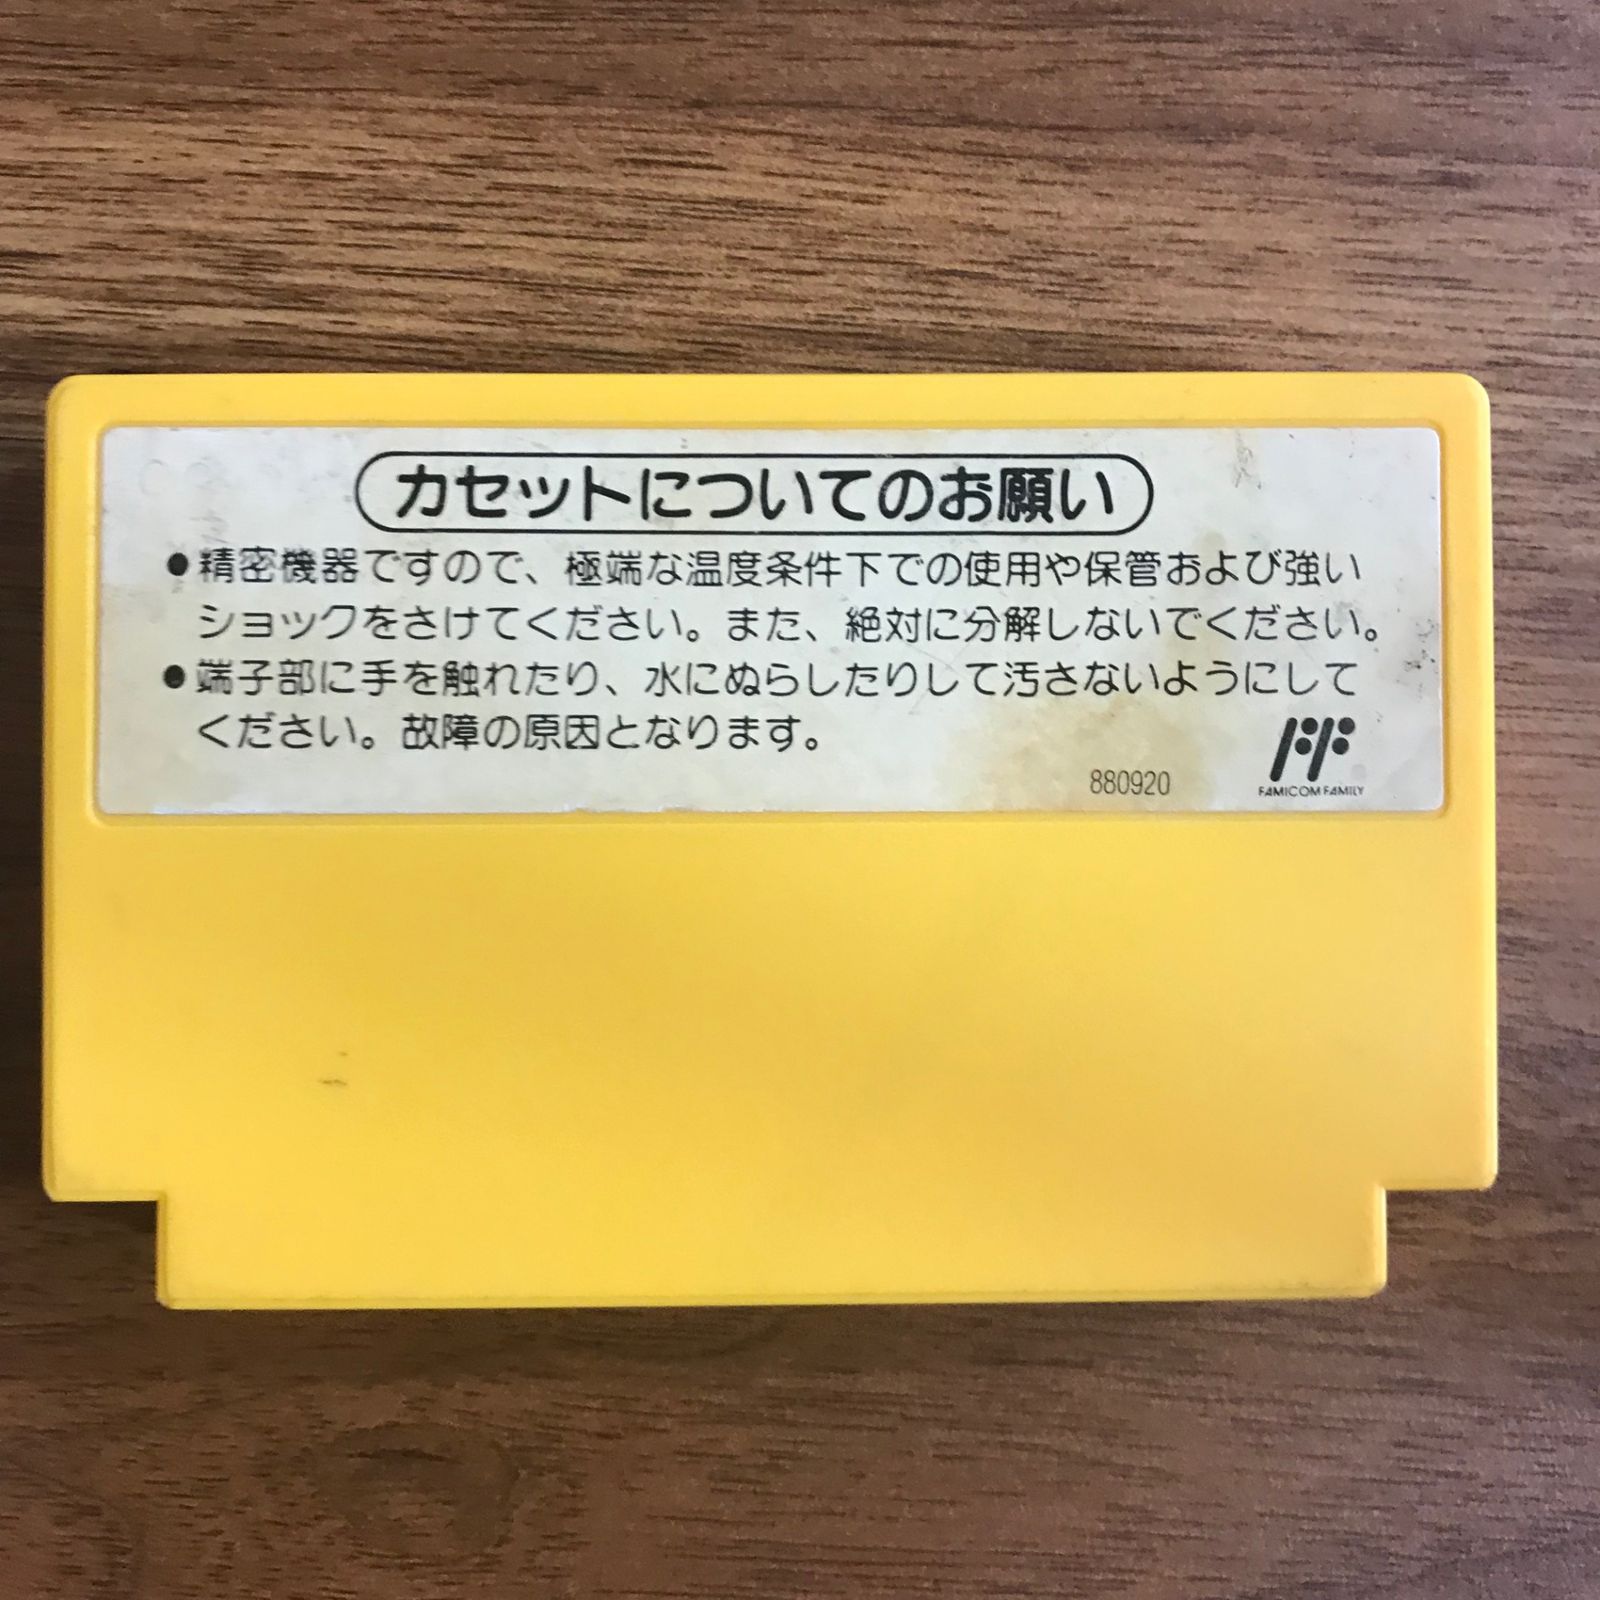 カセットについてのお願い
●精密機器ですので、極端な温度条件下での使用や保管および強い
ショックをさけてください。また、絶対に分解しないでください。
●端子部に手を触れたり、水にぬらしたりして汚さないようにして
ください。故障の原因となります。
880920
FF
FAMICOM FAMILY